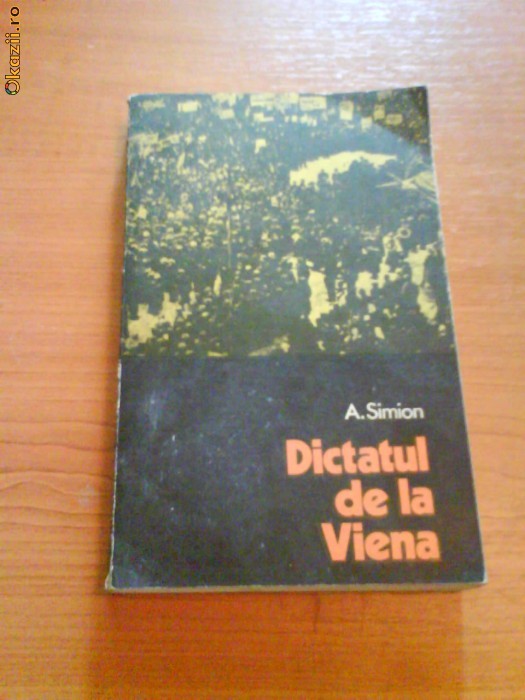 Okazii.ro
A. Simion
Dictatul
de la
Viena